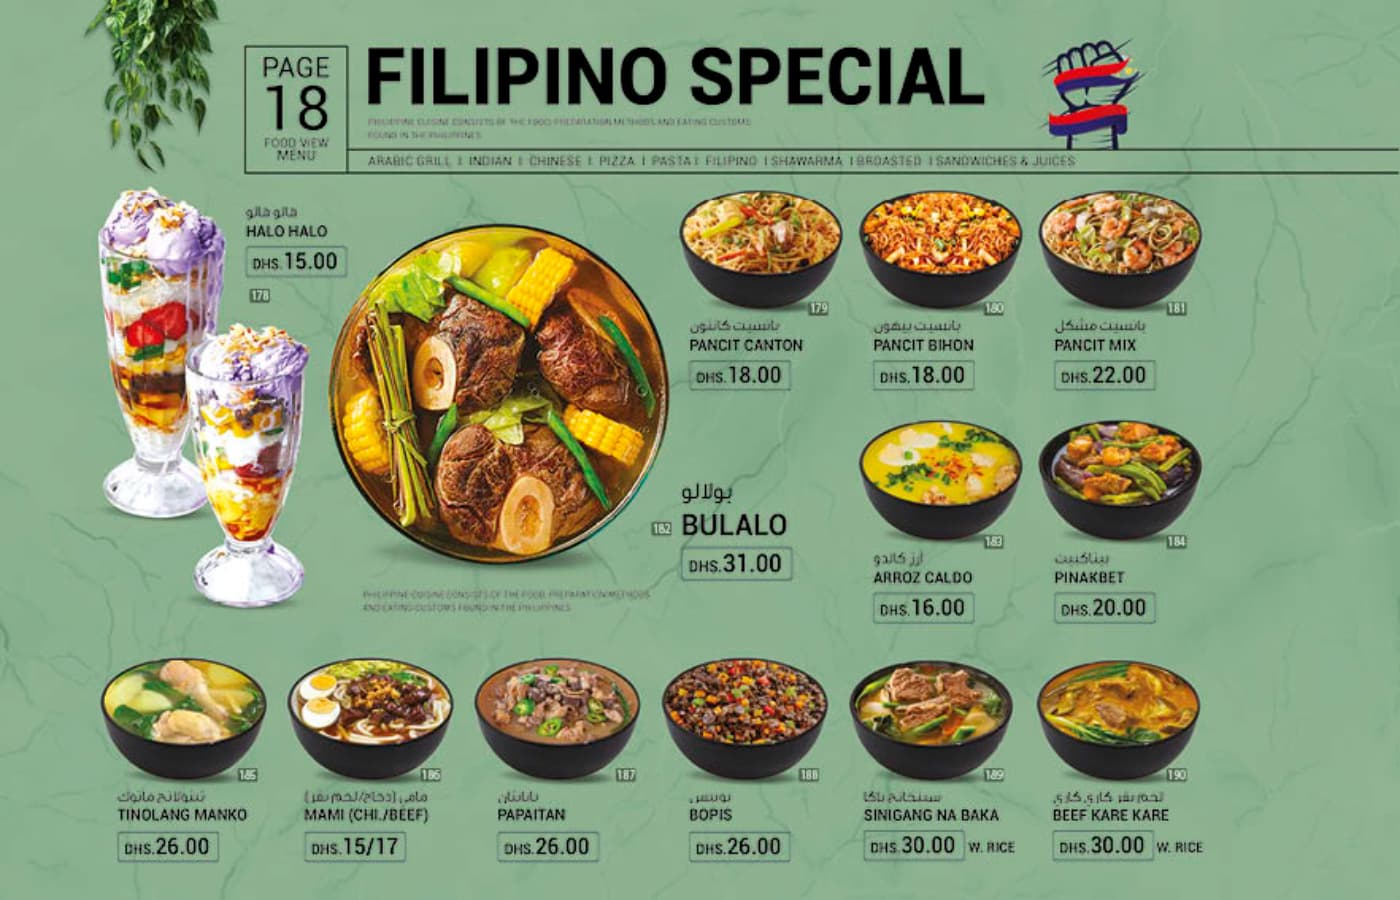 PAGE
18
FOOD VIEW
MENU
FILIPINO SPECIAL
PHILIPPINE CUISINE CONSISTS OF THE FOOD, PREPARATION METHODS AND EATING CUSTOMS
FOUND IN THE PHILIPPINES
ARABIC GRILL I INDIAN I CHINESE I PIZZA I PASTA I FILIPINO I SHAWARMA I BROASTED I SANDWICHES & JUICES
هالو هالو
HALO HALO
DHS.15.00
178
179
بانسيت كانتون
PANCIT CANTON
DHS.18.00
180
بانسيت بيهون
PANCIT BIHON
DHS.18.00
181
بانسيت مشكل
PANCIT MIX
DHS.22.00
بولالو
182 BULALO
DHS.31.00
PHILIPPINE CUISINE CONSISTS OF THE FOOD, PREPARATION METHODS
AND EATING CUSTOMS FOUND IN THE PHILIPPINES
183
أرز كالدو
ARROZ CALDO
DHS.16.00
184
بيناكبيت
PINAKBET
DHS.20.00
185
TINOLANG MANKO
DHS.26.00
186
مامي (دجاج/لحم بقر)
MAMI (CHI./BEEF)
DHS.15/17
187
PAPAITAN
DHS.26.00
188
BOPIS
DHS.26.00
189
SINIGANG NA BAKA
DHS.30.00 W. RICE
190
لحم بقر كاري كاري
BEEF KARE KARE
DHS.30.00 W. RICE